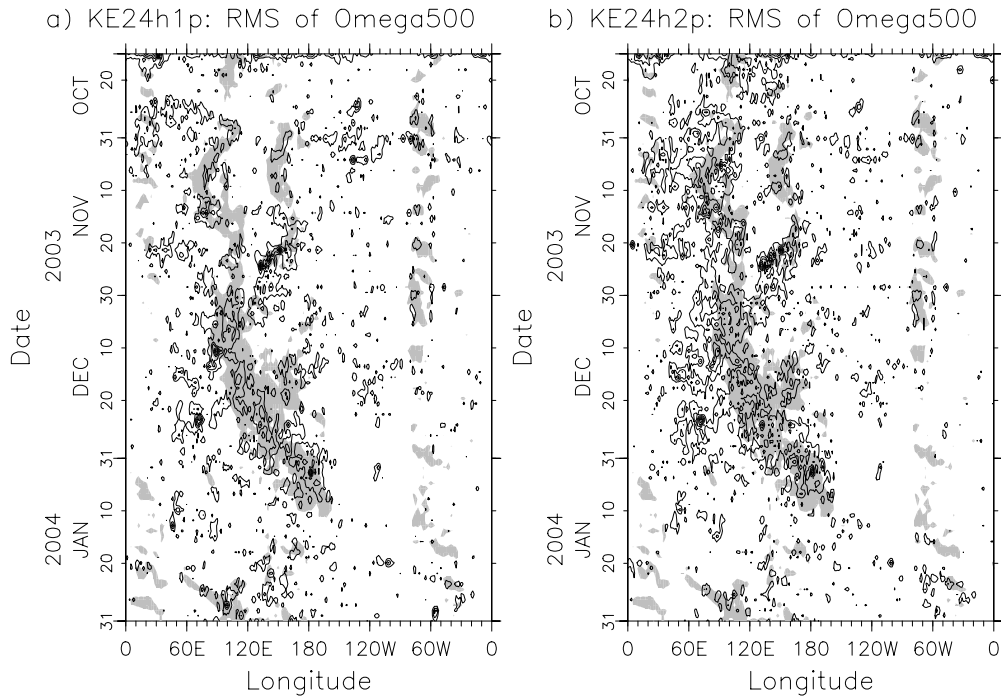 a) KE24h1p: RMS of Omega500
20
OCT
31
10
NOV
20
2003
30
Date
10
DEC
20
31
10
2004
JAN
20
31
0
60E
120E
180
120W
60W
0
Longitude
b) KE24h2p: RMS of Omega500
20
OCT
31
10
NOV
20
2003
30
Date
10
DEC
20
31
10
2004
JAN
20
31
0
60E
120E
180
120W
60W
0
Longitude